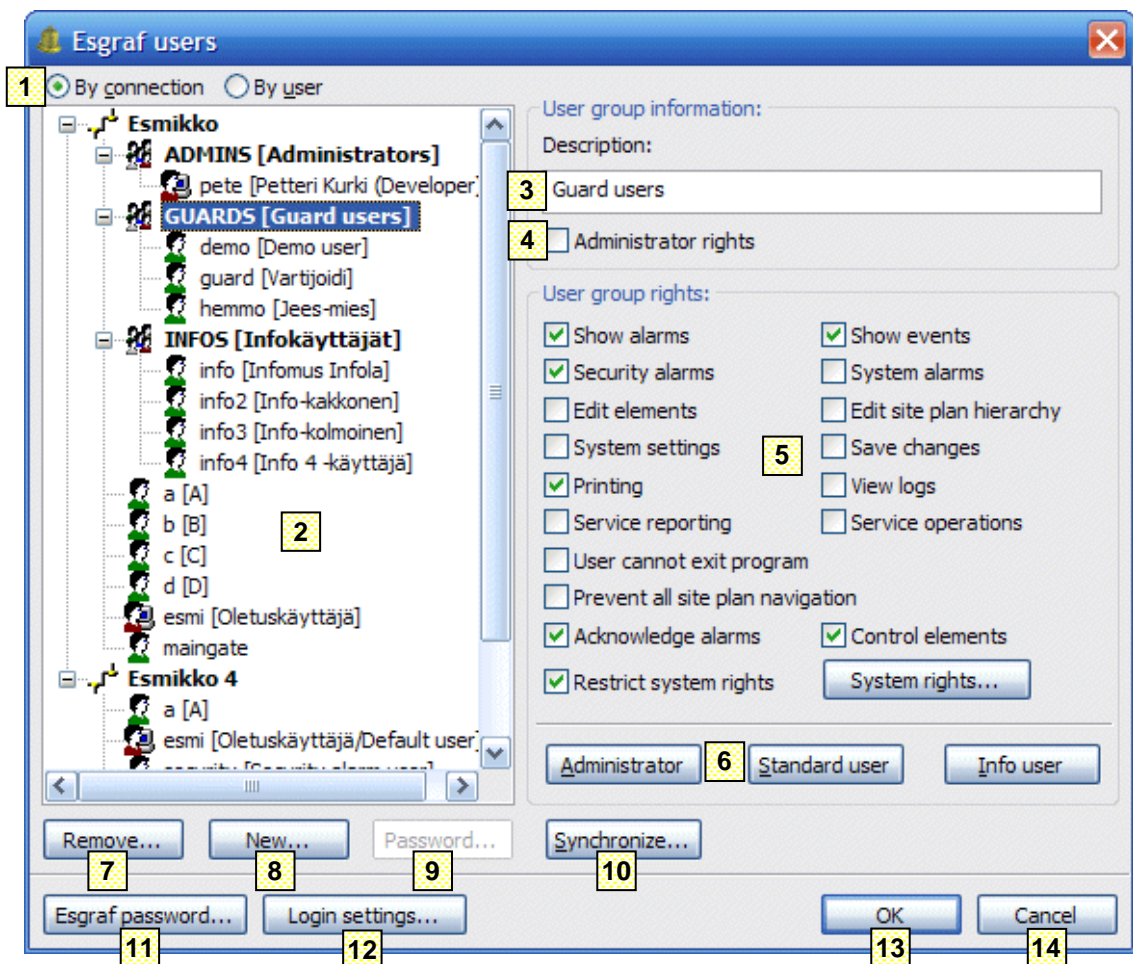 Esgraf users
1
By connection
By user
Esmikko
ADMINS [Administrators]
pete [Petteri Kurki (Developer)
GUARDS [Guard users]
demo [Demo user]
guard [Vartijoidi]
hemmo [Jees-mies]
INFOS [Infokäyttäjät]
info [Infomus Infola]
info2 [Info-kakkonen]
info3 [Info-kolmoinen]
info4 [Info 4 -käyttäjä]
a [A]
b [B]
2
c [C]
d [D]
esmi [Oletuskäyttäjä]
maingate
Esmikko 4
a [A]
esmi [Oletuskäyttäjä/Default user]
User group information:
Description:
3
Guard users
4
Administrator rights
User group rights:
Show alarms
Show events
Security alarms
System alarms
Edit elements
Edit site plan hierarchy
System settings
5
Save changes
Printing
View logs
Service reporting
Service operations
User cannot exit program
Prevent all site plan navigation
Acknowledge alarms
Control elements
Restrict system rights
System rights...
Administrator
6
Standard user
Info user
Remove...
New...
Password...
Synchronize...
7
8
9
10
Esgraf password...
Login settings...
OK
Cancel
11
12
13
14